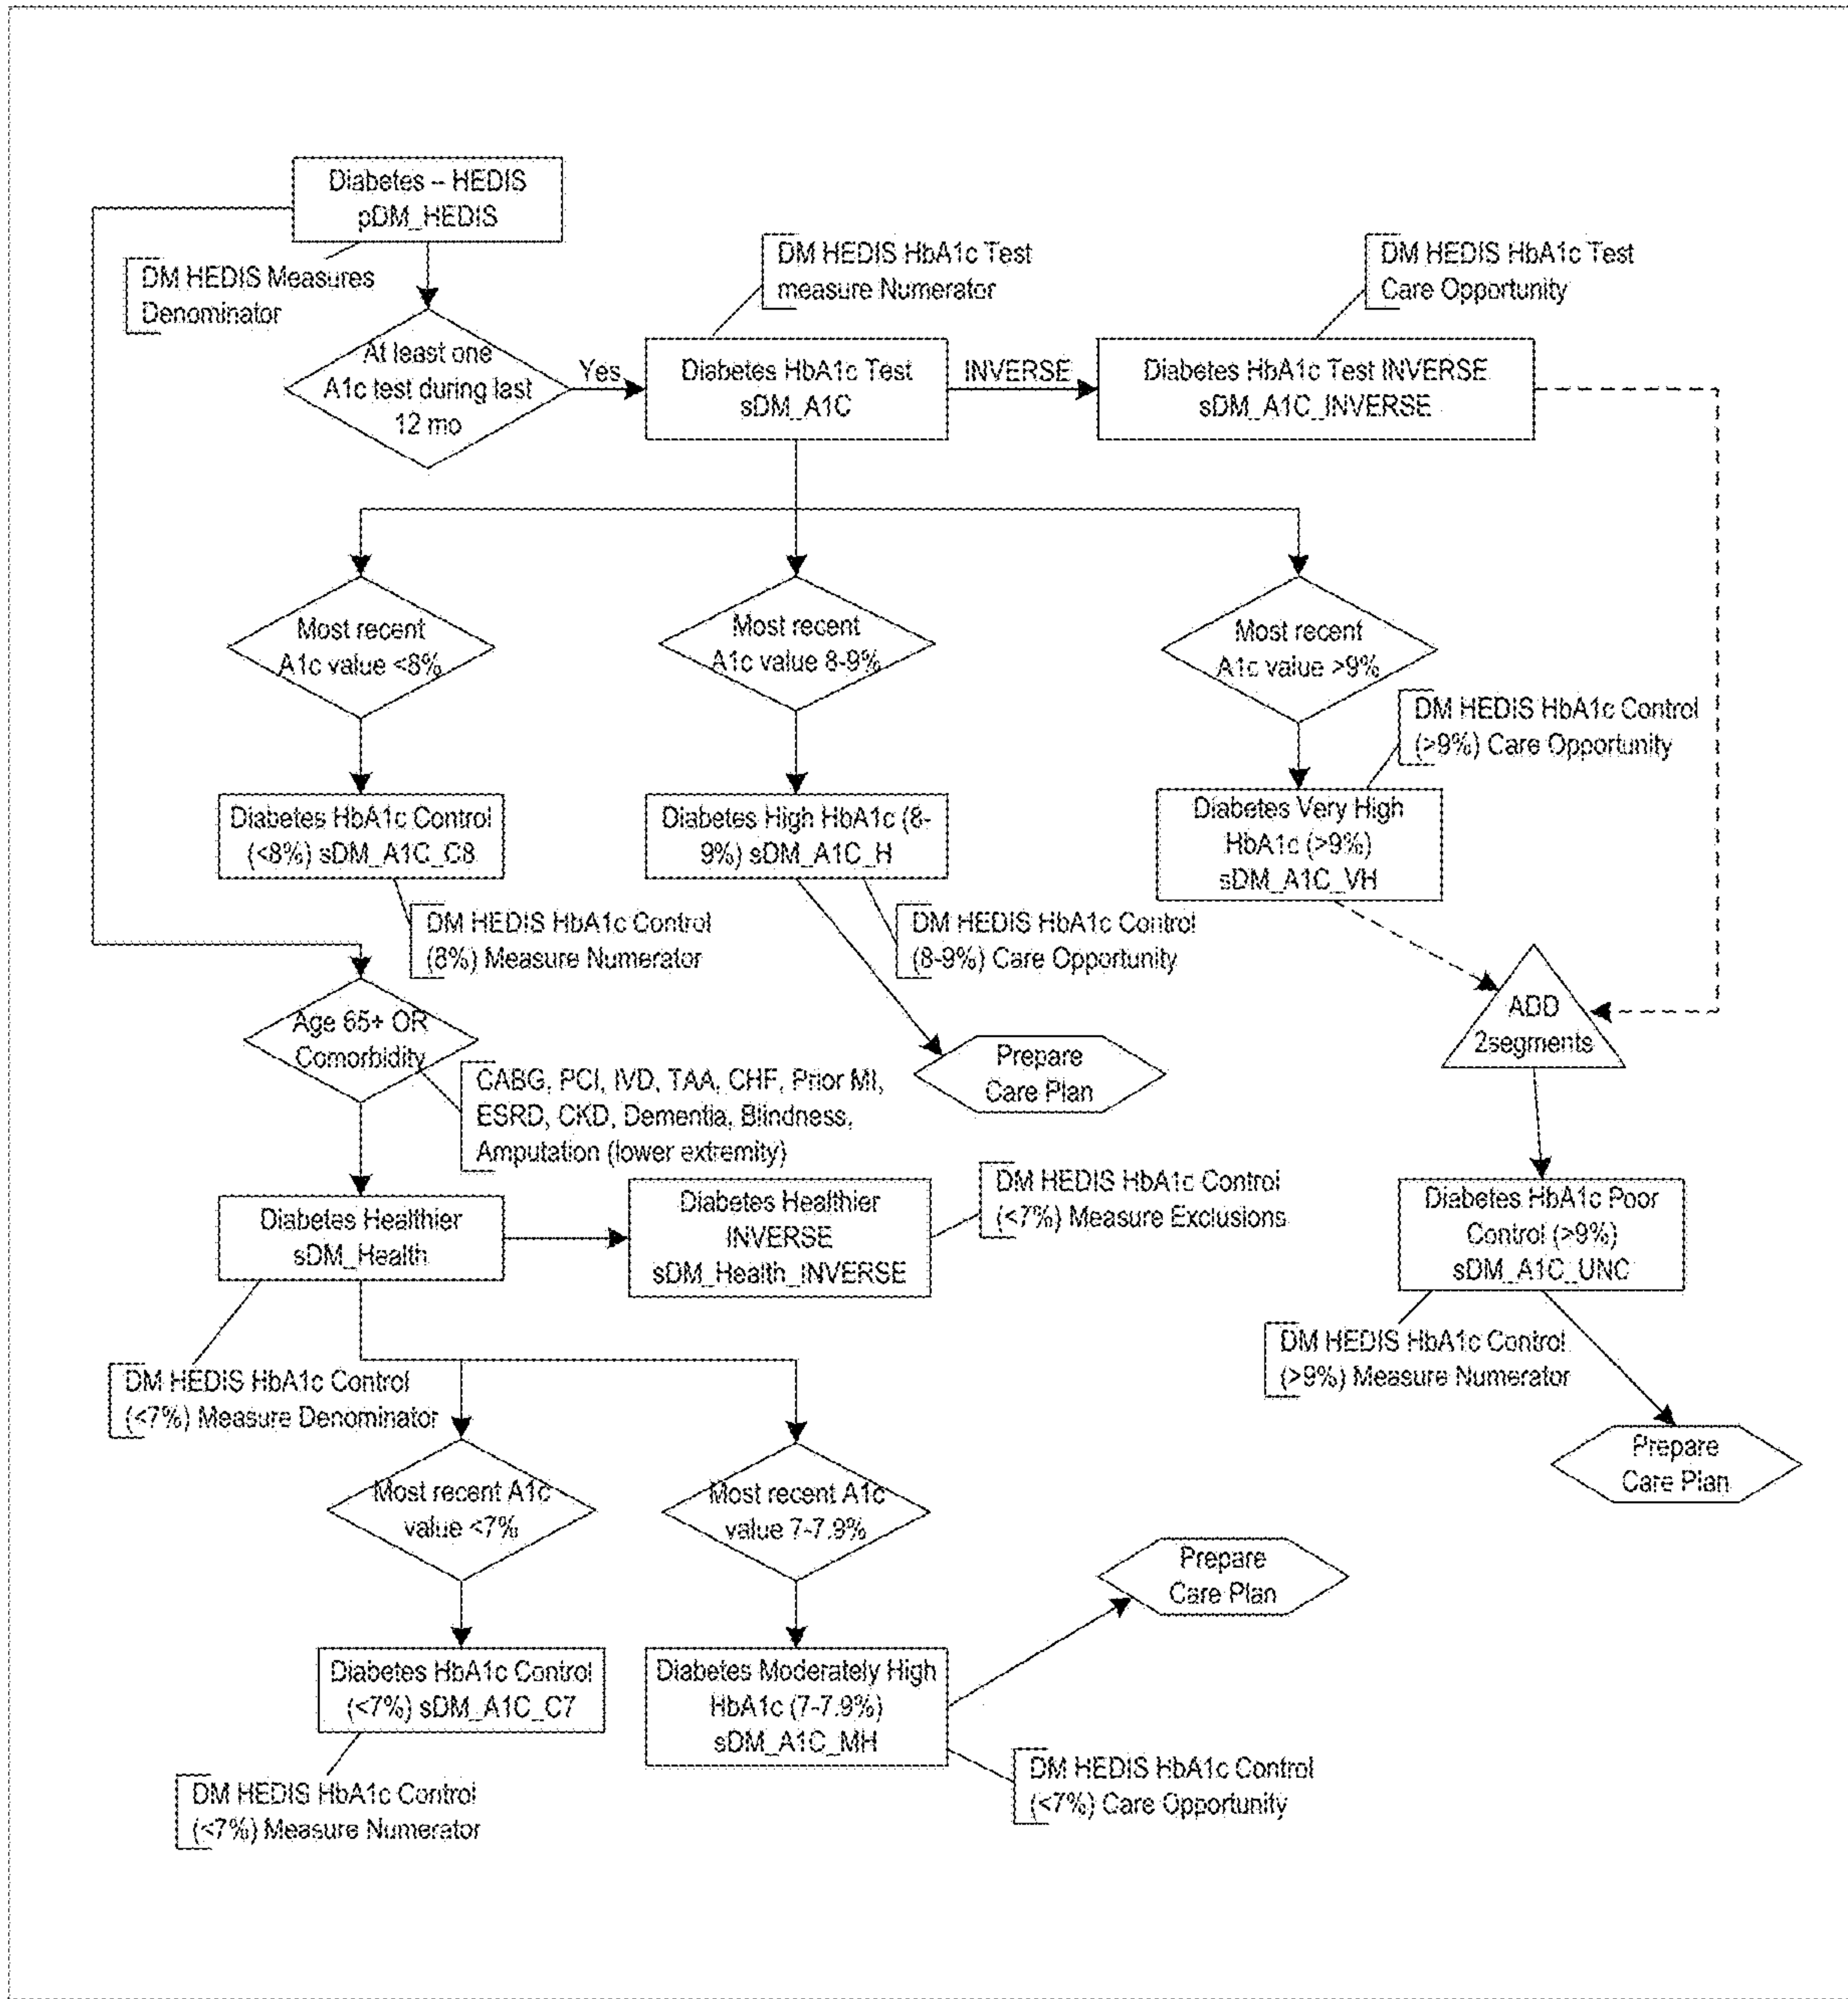 Diabetes – HEDIS
pDM_HEDIS
DM HEDIS Measures
Denominator
At least one
A1c test during last
12 mo
Yes
DM HEDIS HbA1c Test
measure Numerator
Diabetes HbA1c Test
sDM_A1C
INVERSE
DM HEDIS HbA1c Test
Care Opportunity
Diabetes HbA1c Test INVERSE
sDM_A1C_INVERSE
Most recent
A1c value <8%
Most recent
A1c value 8-9%
Most recent
A1c value >9%
DM HEDIS HbA1c Control
(>9%) Care Opportunity
Diabetes HbA1c Control
(<8%) sDM_A1C_C8
Diabetes High HbA1c (8-
9%) sDM_A1C_H
Diabetes Very High
HbA1c (>9%)
sDM_A1C_VH
DM HEDIS HbA1c Control
(8%) Measure Numerator
DM HEDIS HbA1c Control
(8-9%) Care Opportunity
Age 65+ OR
Comorbidity
Prepare
Care Plan
ADD
2segments
CABG, PCI, IVD, TAA, CHF, Prior MI,
ESRD, CKD, Dementia, Blindness,
Amputation (lower extremity)
Diabetes Healthier
sDM_Health
Diabetes Healthier
INVERSE
sDM_Health_INVERSE
DM HEDIS HbA1c Control
(<7%) Measure Exclusions
Diabetes HbA1c Poor
Control (>9%)
sDM_A1C_UNC
DM HEDIS HbA1c Control
(>9%) Measure Numerator
DM HEDIS HbA1c Control
(<7%) Measure Denominator
Prepare
Care Plan
Most recent A1c
value <7%
Most recent A1c
value 7-7.9%
Prepare
Care Plan
Diabetes HbA1c Control
(<7%) sDM_A1C_C7
Diabetes Moderately High
HbA1c (7-7.9%)
sDM_A1C_MH
DM HEDIS HbA1c Control
(<7%) Measure Numerator
DM HEDIS HbA1c Control
(<7%) Care Opportunity